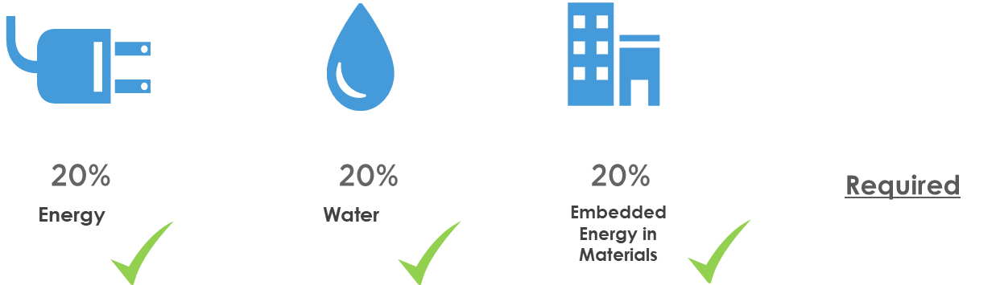 20%
Energy
20%
Water
20%
Embedded
Energy in
Materials
Required